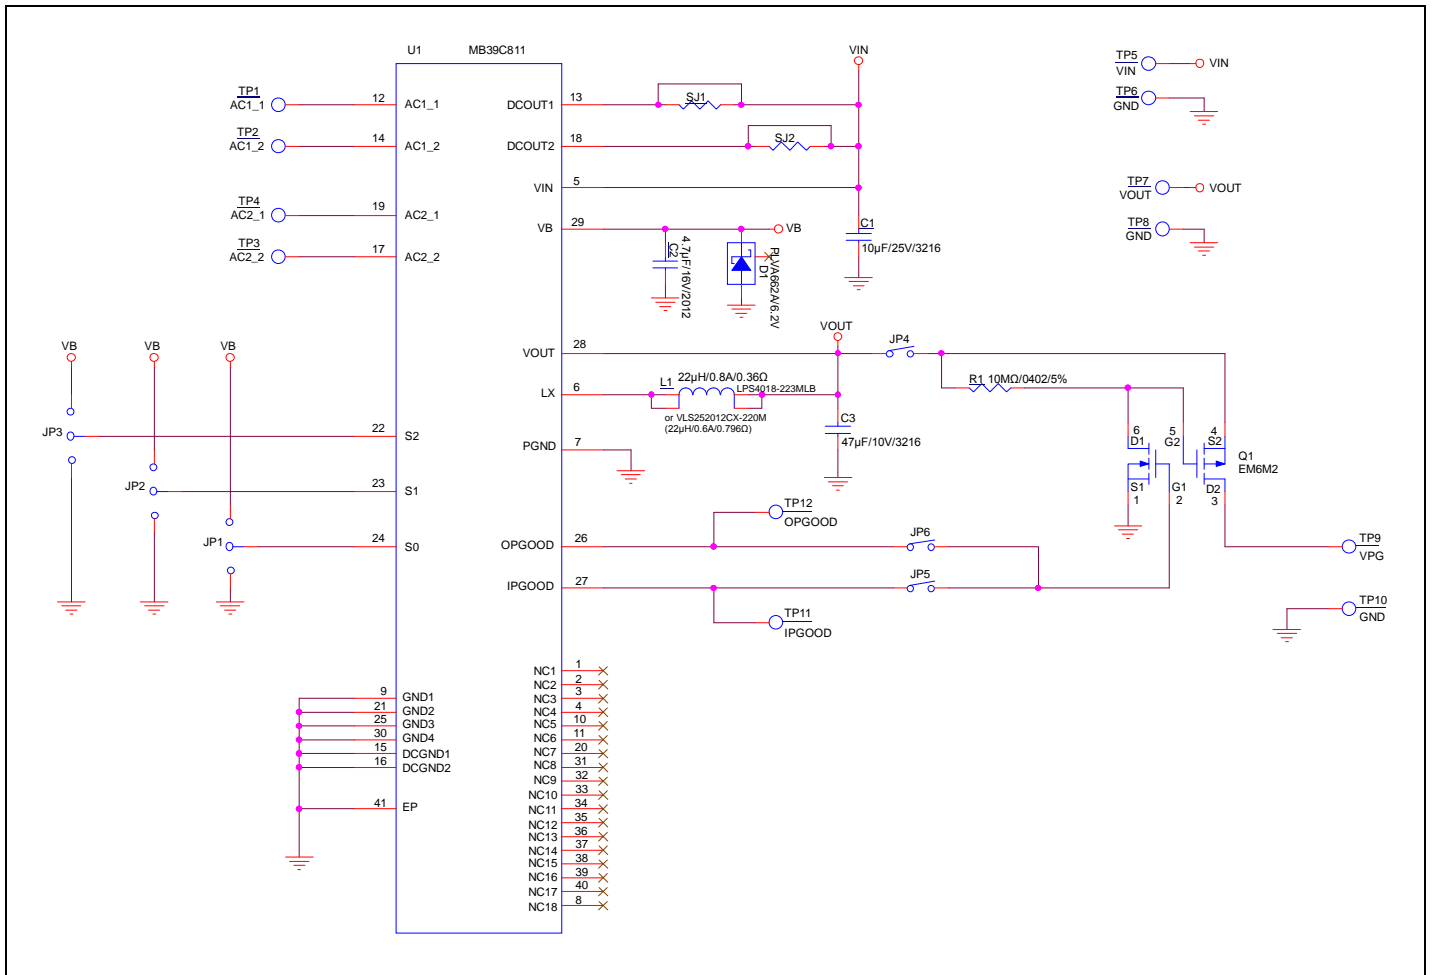 U1 MB39C811
TP1
AC1_1
12 AC1_1
TP2
AC1_2
14 AC1_2
TP4
AC2_1
19 AC2_1
TP3
AC2_2
17 AC2_2
DCOUT1 13
SJ1
DCOUT2 18
SJ2
VIN 5
VIN
C1
10µF/25V/3216
VB 29
VB
C2
4.7µF/16V/2012
D1
PLVA662A/6.2V
TP5
VIN
VIN
TP6
GND
TP7
VOUT
VOUT
TP8
GND
VB
VB
VB
JP3
22 S2
JP2
23 S1
JP1
24 S0
VOUT 28
VOUT
JP4
LX 6
L1 22µH/0.8A/0.36Ω
LPS4018-223MLB
or VLS252012CX-220M
(22µH/0.6A/0.796Ω)
R1 10MΩ/0402/5%
C3
47µF/10V/3216
PGND 7
6
D1
5
G2
4
S2
Q1
EM6M2
S1
1
G1
2
D2
3
TP12
OPGOOD
OPGOOD 26
JP6
IPGOOD 27
JP5
TP11
IPGOOD
TP9
VPG
TP10
GND
9 GND1
21 GND2
25 GND3
30 GND4
15 DCGND1
16 DCGND2
41 EP
NC1 1
NC2 2
NC3 3
NC4 4
NC5 10
NC6 11
NC7 20
NC8 31
NC9 32
NC10 33
NC11 34
NC12 35
NC13 36
NC14 37
NC15 38
NC16 39
NC17 40
NC18 8